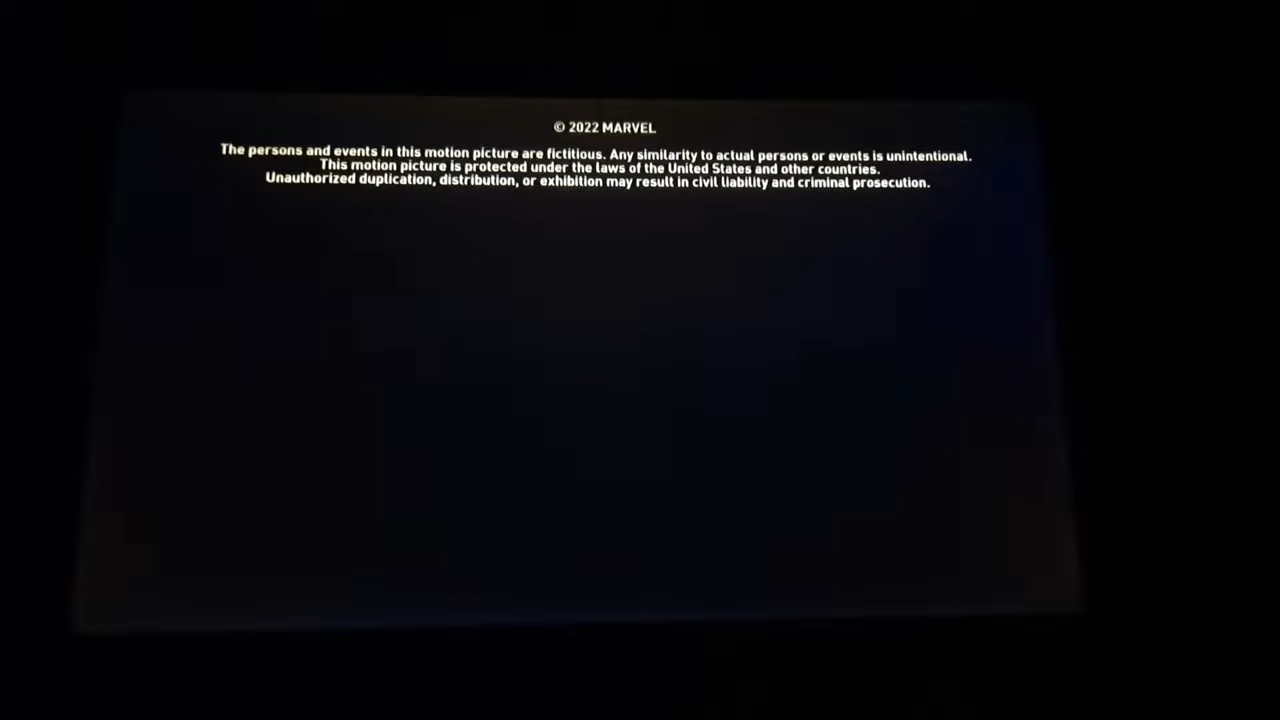 © 2022 MARVEL
The persons and events in this motion picture are fictitious. Any similarity to actual persons or events is unintentional.
This motion picture is protected under the laws of the United States and other countries.
Unauthorized duplication, distribution, or exhibition may result in civil liability and criminal prosecution.